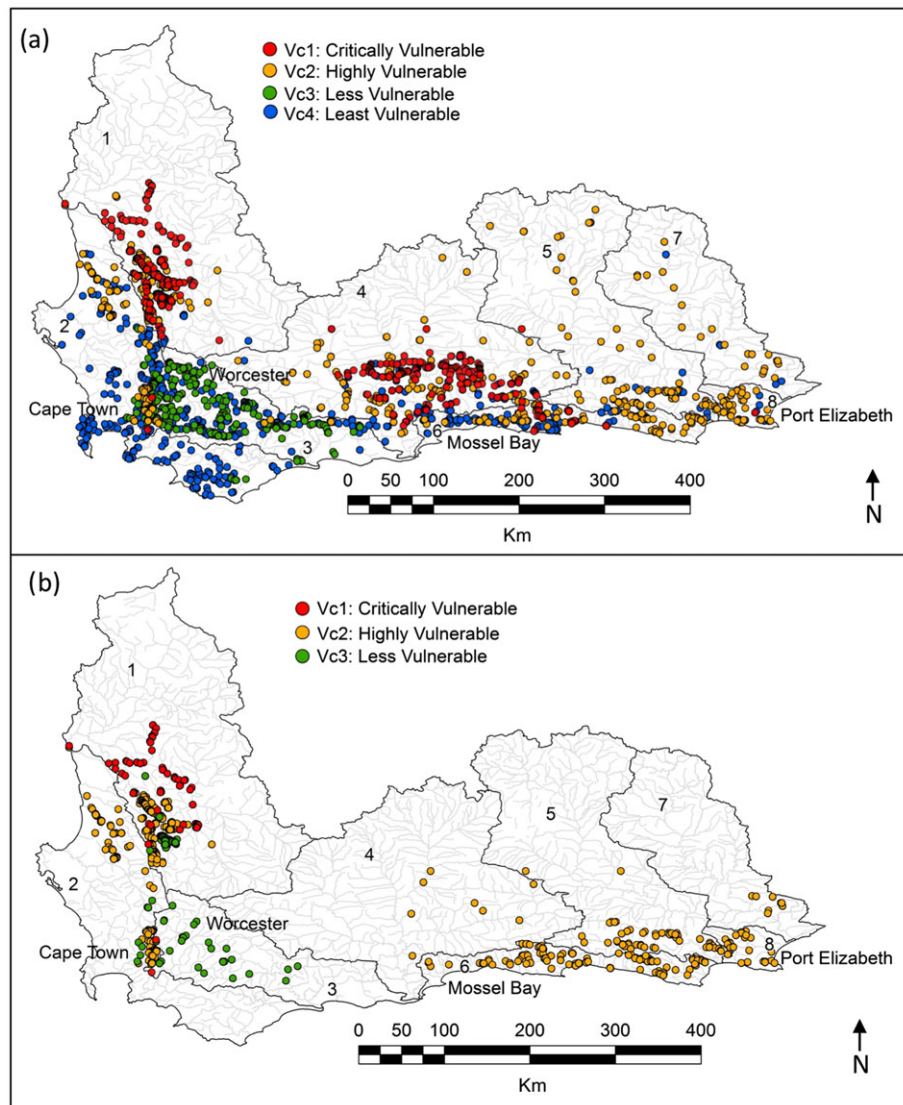 (a)
Vc1: Critically Vulnerable
Vc2: Highly Vulnerable
Vc3: Less Vulnerable
Vc4: Least Vulnerable
1
5
7
4
2
Worcester
Cape Town
8
Port Elizabeth
6
Mossel Bay
3
0 50 100 200 300 400
Km
N
(b)
Vc1: Critically Vulnerable
Vc2: Highly Vulnerable
Vc3: Less Vulnerable
1
5
7
4
2
Worcester
Cape Town
8
Port Elizabeth
6
Mossel Bay
3
0 50 100 200 300 400
Km
N